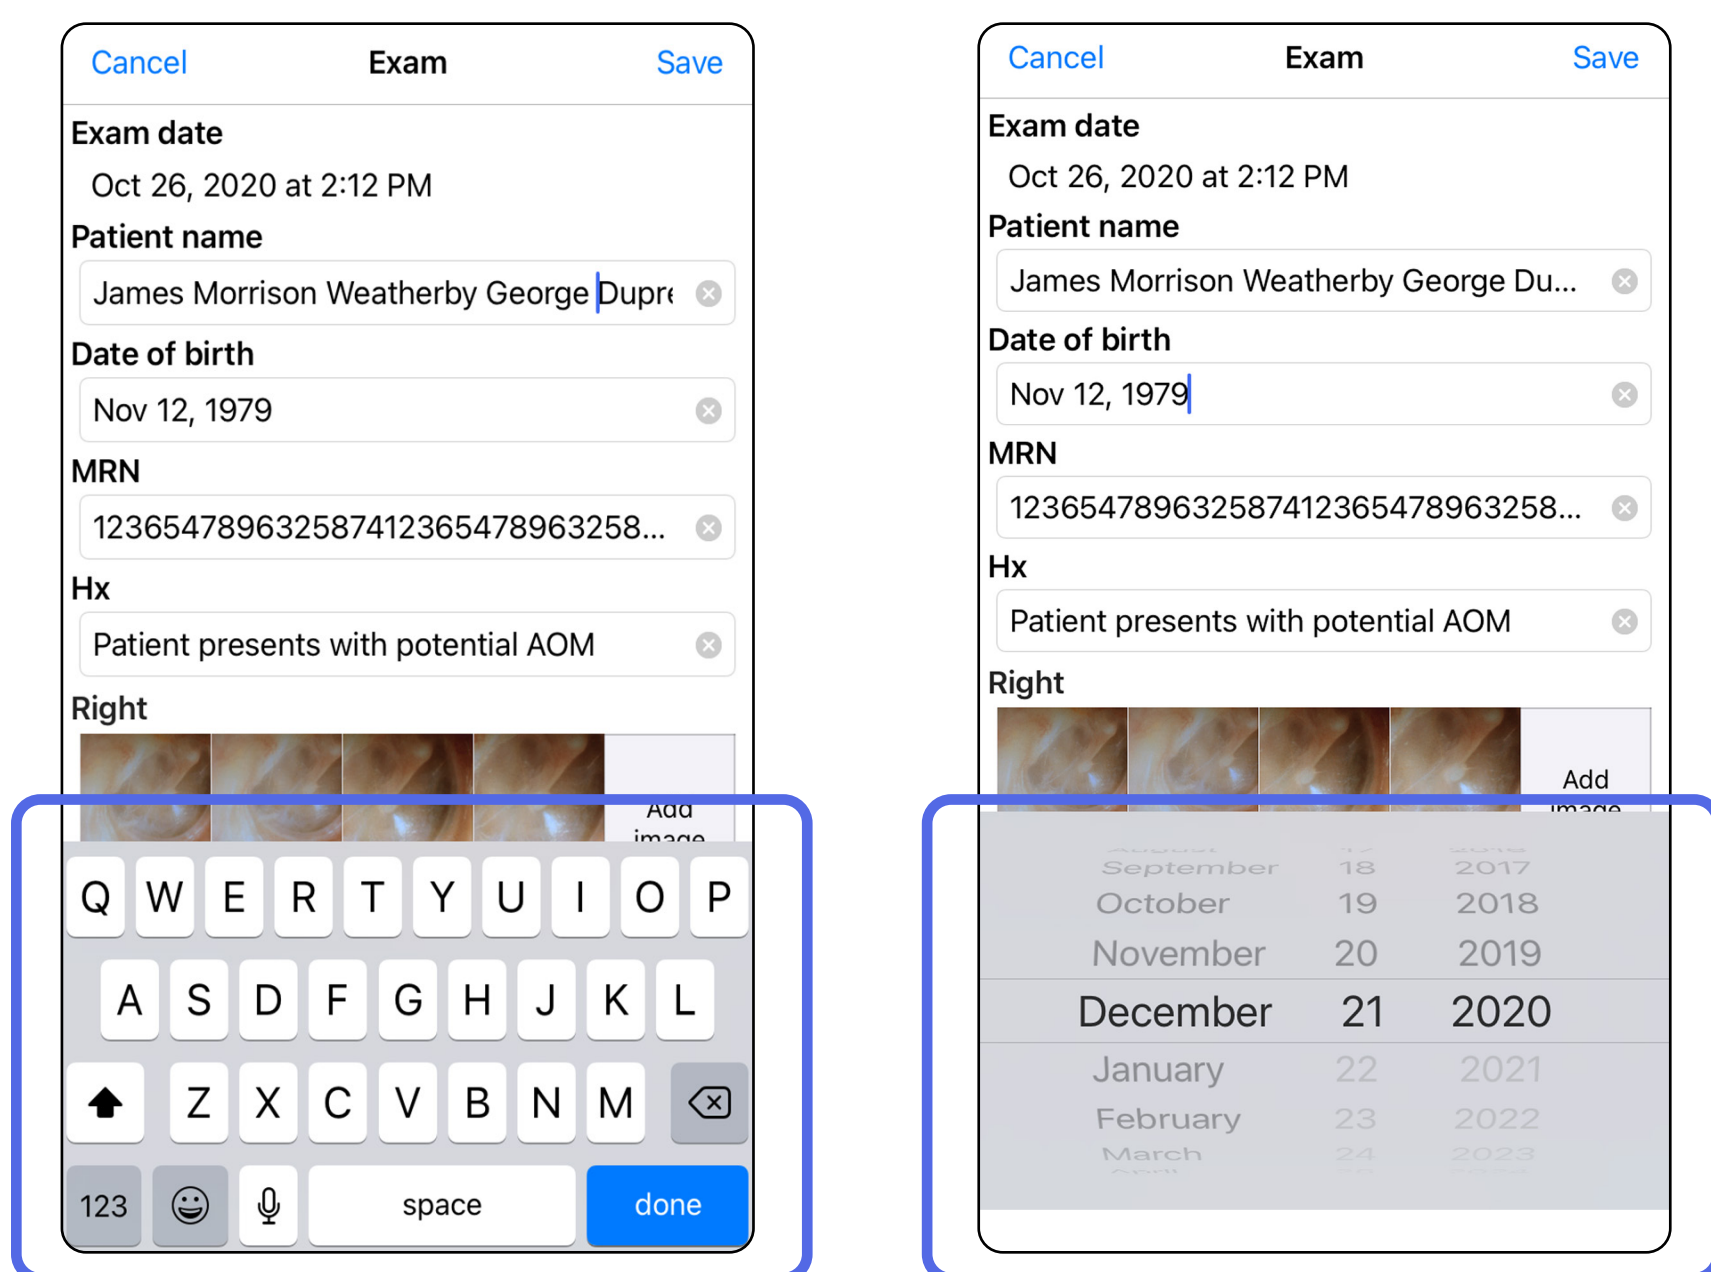 Cancel Exam Save
Exam date
Oct 26, 2020 at 2:12 PM
Patient name
James Morrison Weatherby George Dupre
Date of birth
Nov 12, 1979
MRN
12365478963258741236547896325 8...
Hx
Patient presents with potential AOM
Right
Add
image
Q W E R T Y U I O P
A S D F G H J K L
Z X C V B N M
123 space done
Cancel Exam Save
Exam date
Oct 26, 2020 at 2:12 PM
Patient name
James Morrison Weatherby George Du...
Date of birth
Nov 12, 1979
MRN
123654789632587412365478963258...
Hx
Patient presents with potential AOM
Right
Add
image
August 17 2016
September 18 2017
October 19 2018
November 20 2019
December 21 2020
January 22 2021
February 23 2022
March 24 2023
April